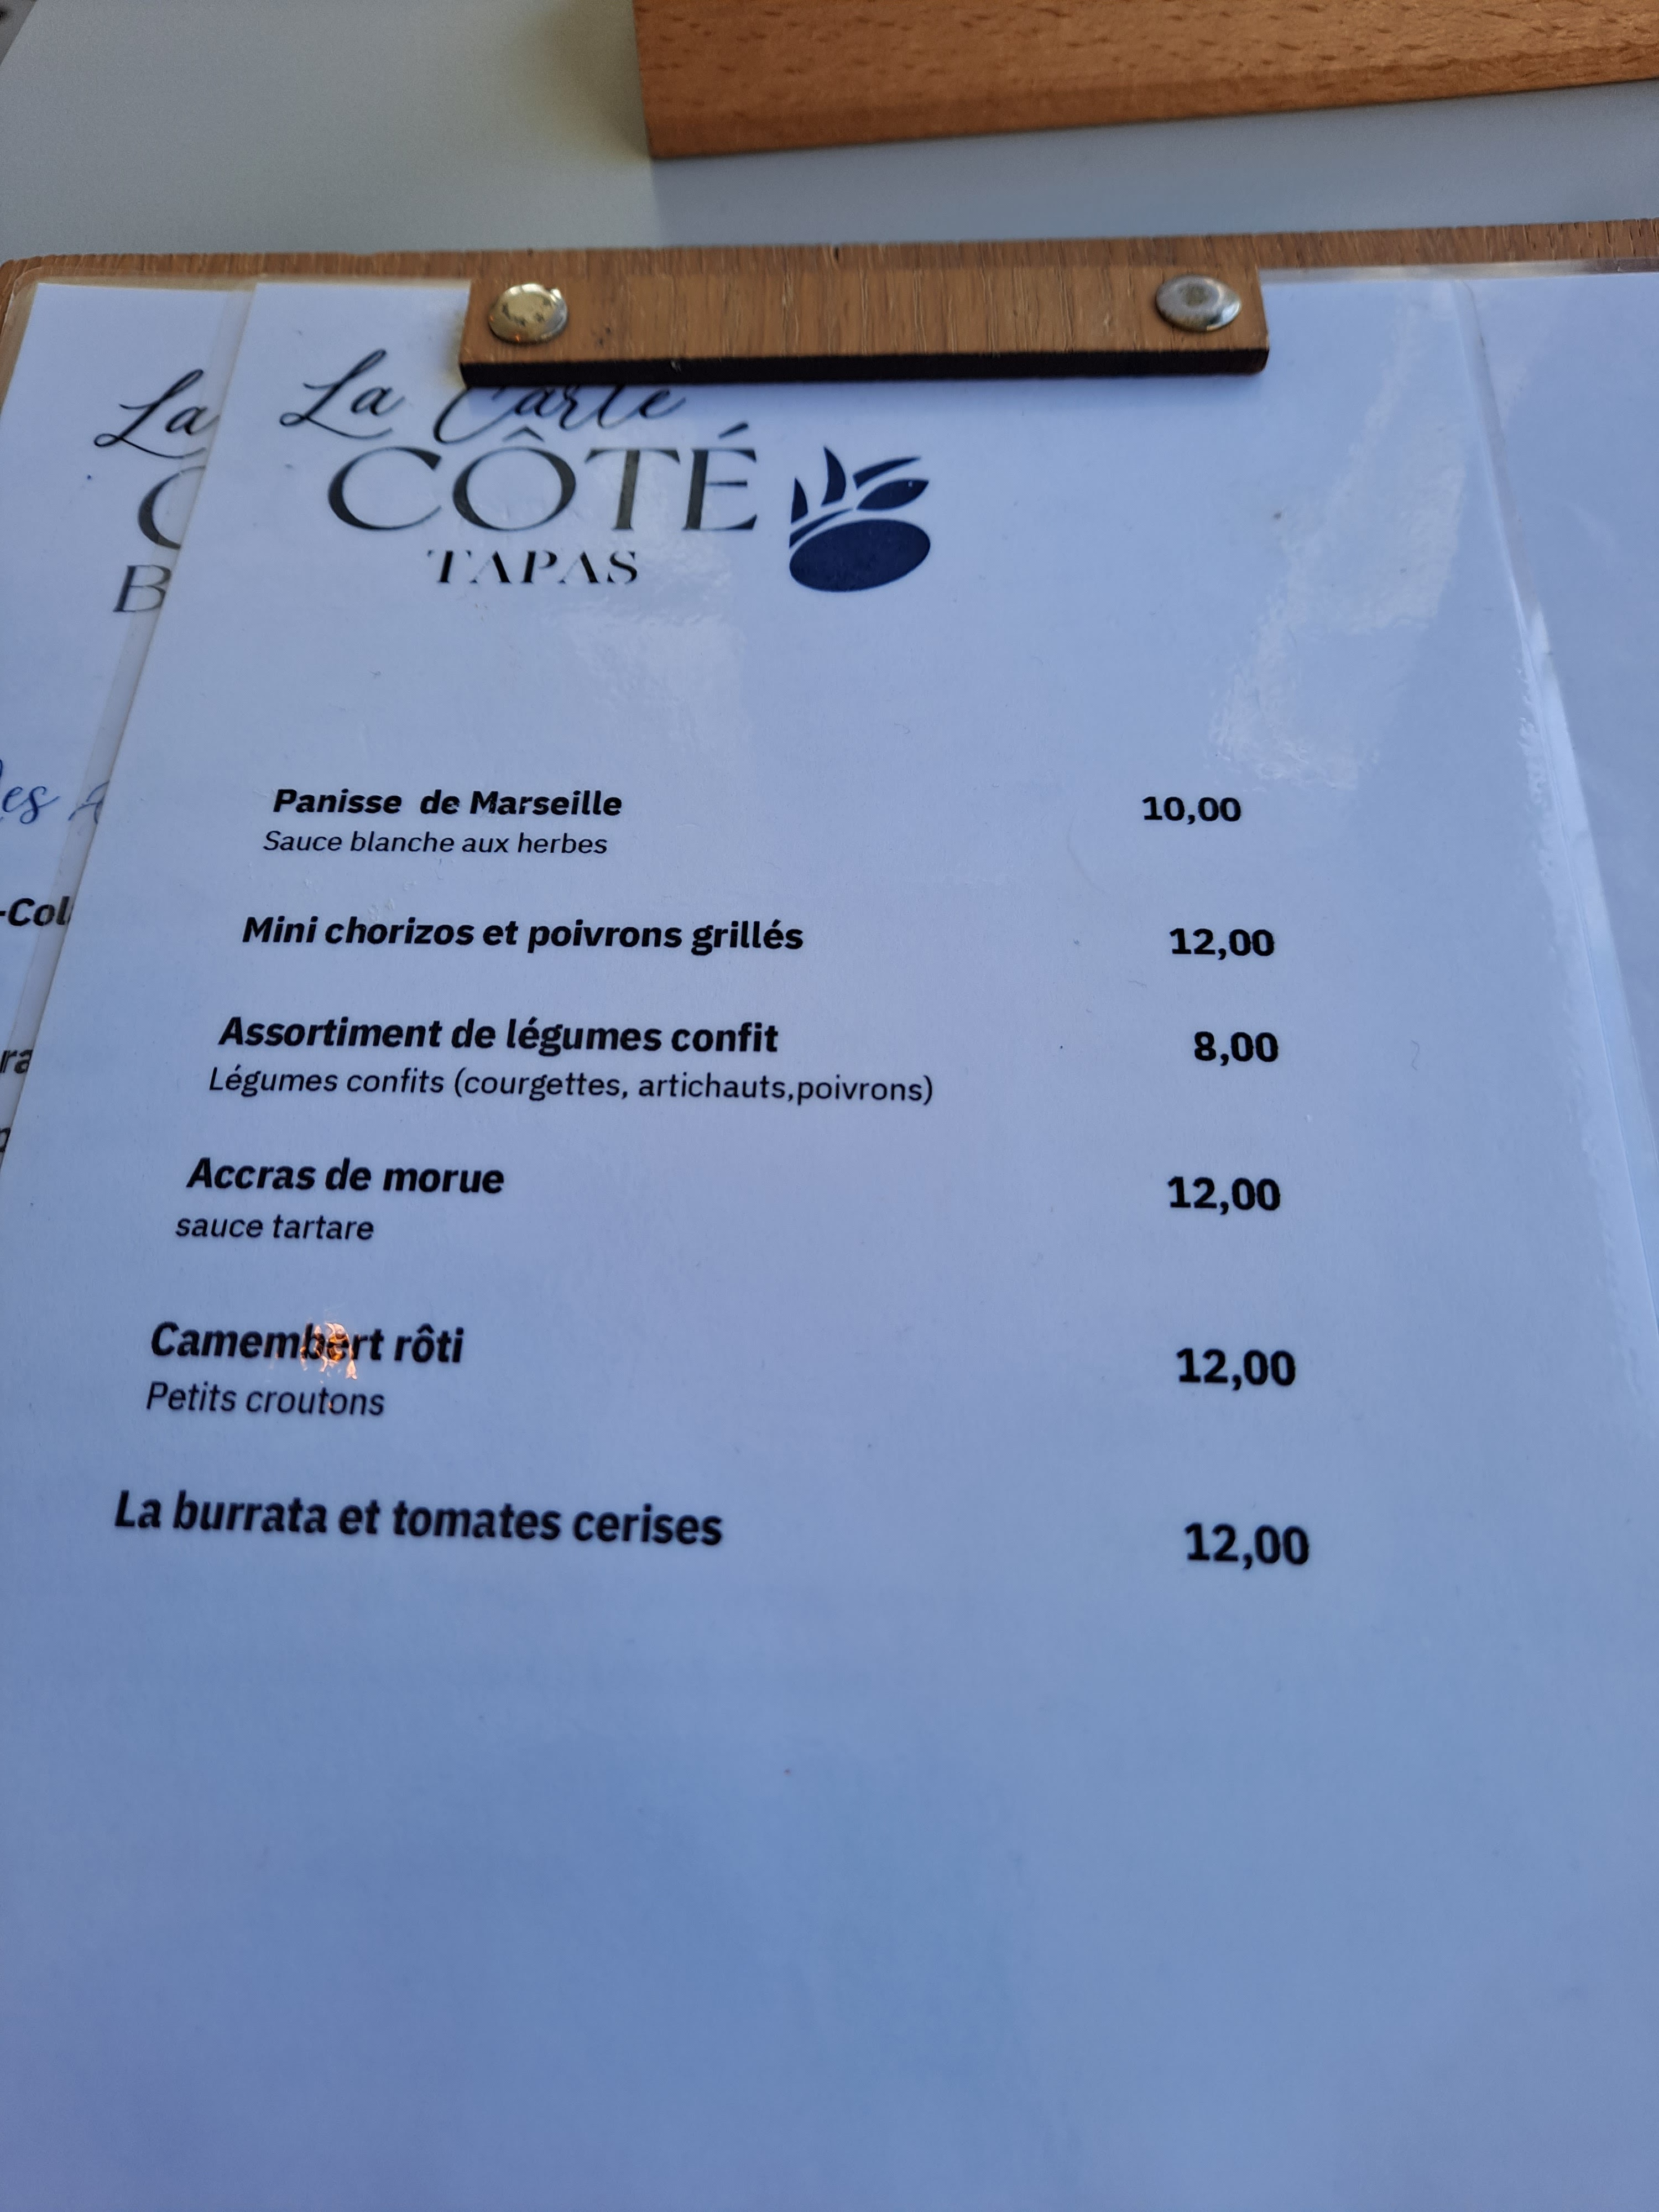 La Carte
CÔTÉ
TAPAS
La
Panisse de Marseille 10,00
Sauce blanche aux herbes
Mini chorizos et poivrons grillés 12,00
Assortiment de légumes confit 8,00
Légumes confits (courgettes, artichauts,poivrons)
Accras de morue 12,00
sauce tartare
Camembert rôti 12,00
Petits croutons
La burrata et tomates cerises 12,00